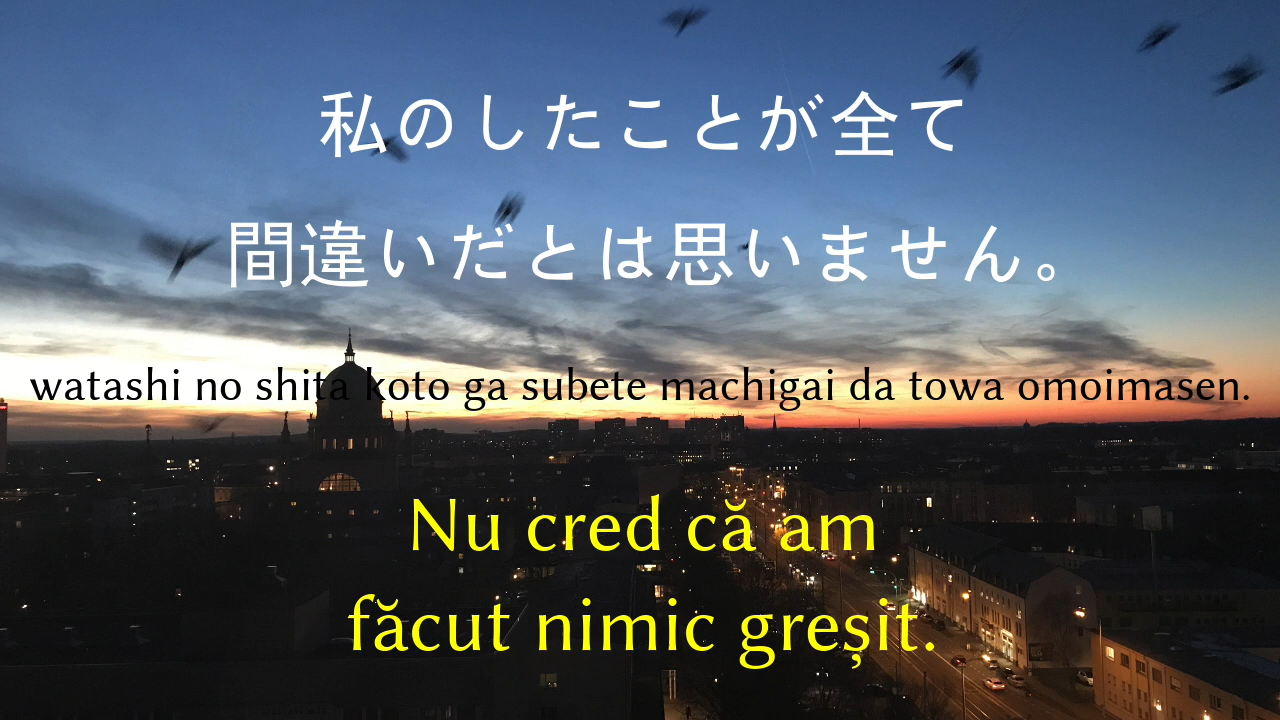 私のしたことが全て
間違いだとは思いません。
watashi no shita koto ga subete machigai da towa omoimasen.
Nu cred că am
făcut nimic greșit.